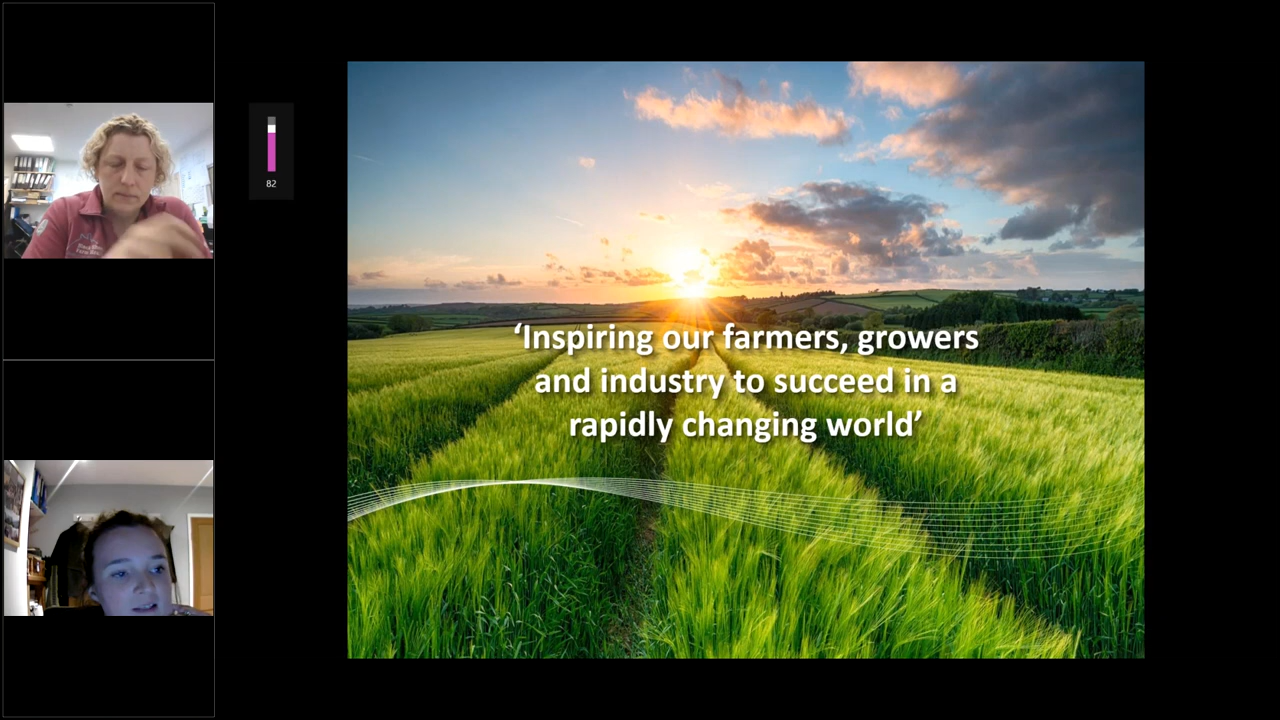 82
‘Inspiring our farmers, growers
and industry to succeed in a
rapidly changing world’